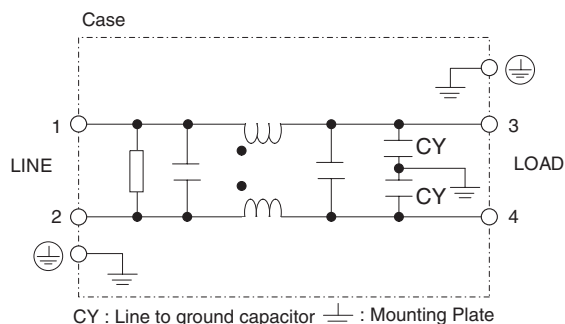 Case
1
3
CY
LINE
LOAD
CY
2
4
CY : Line to ground capacitor : Mounting Plate